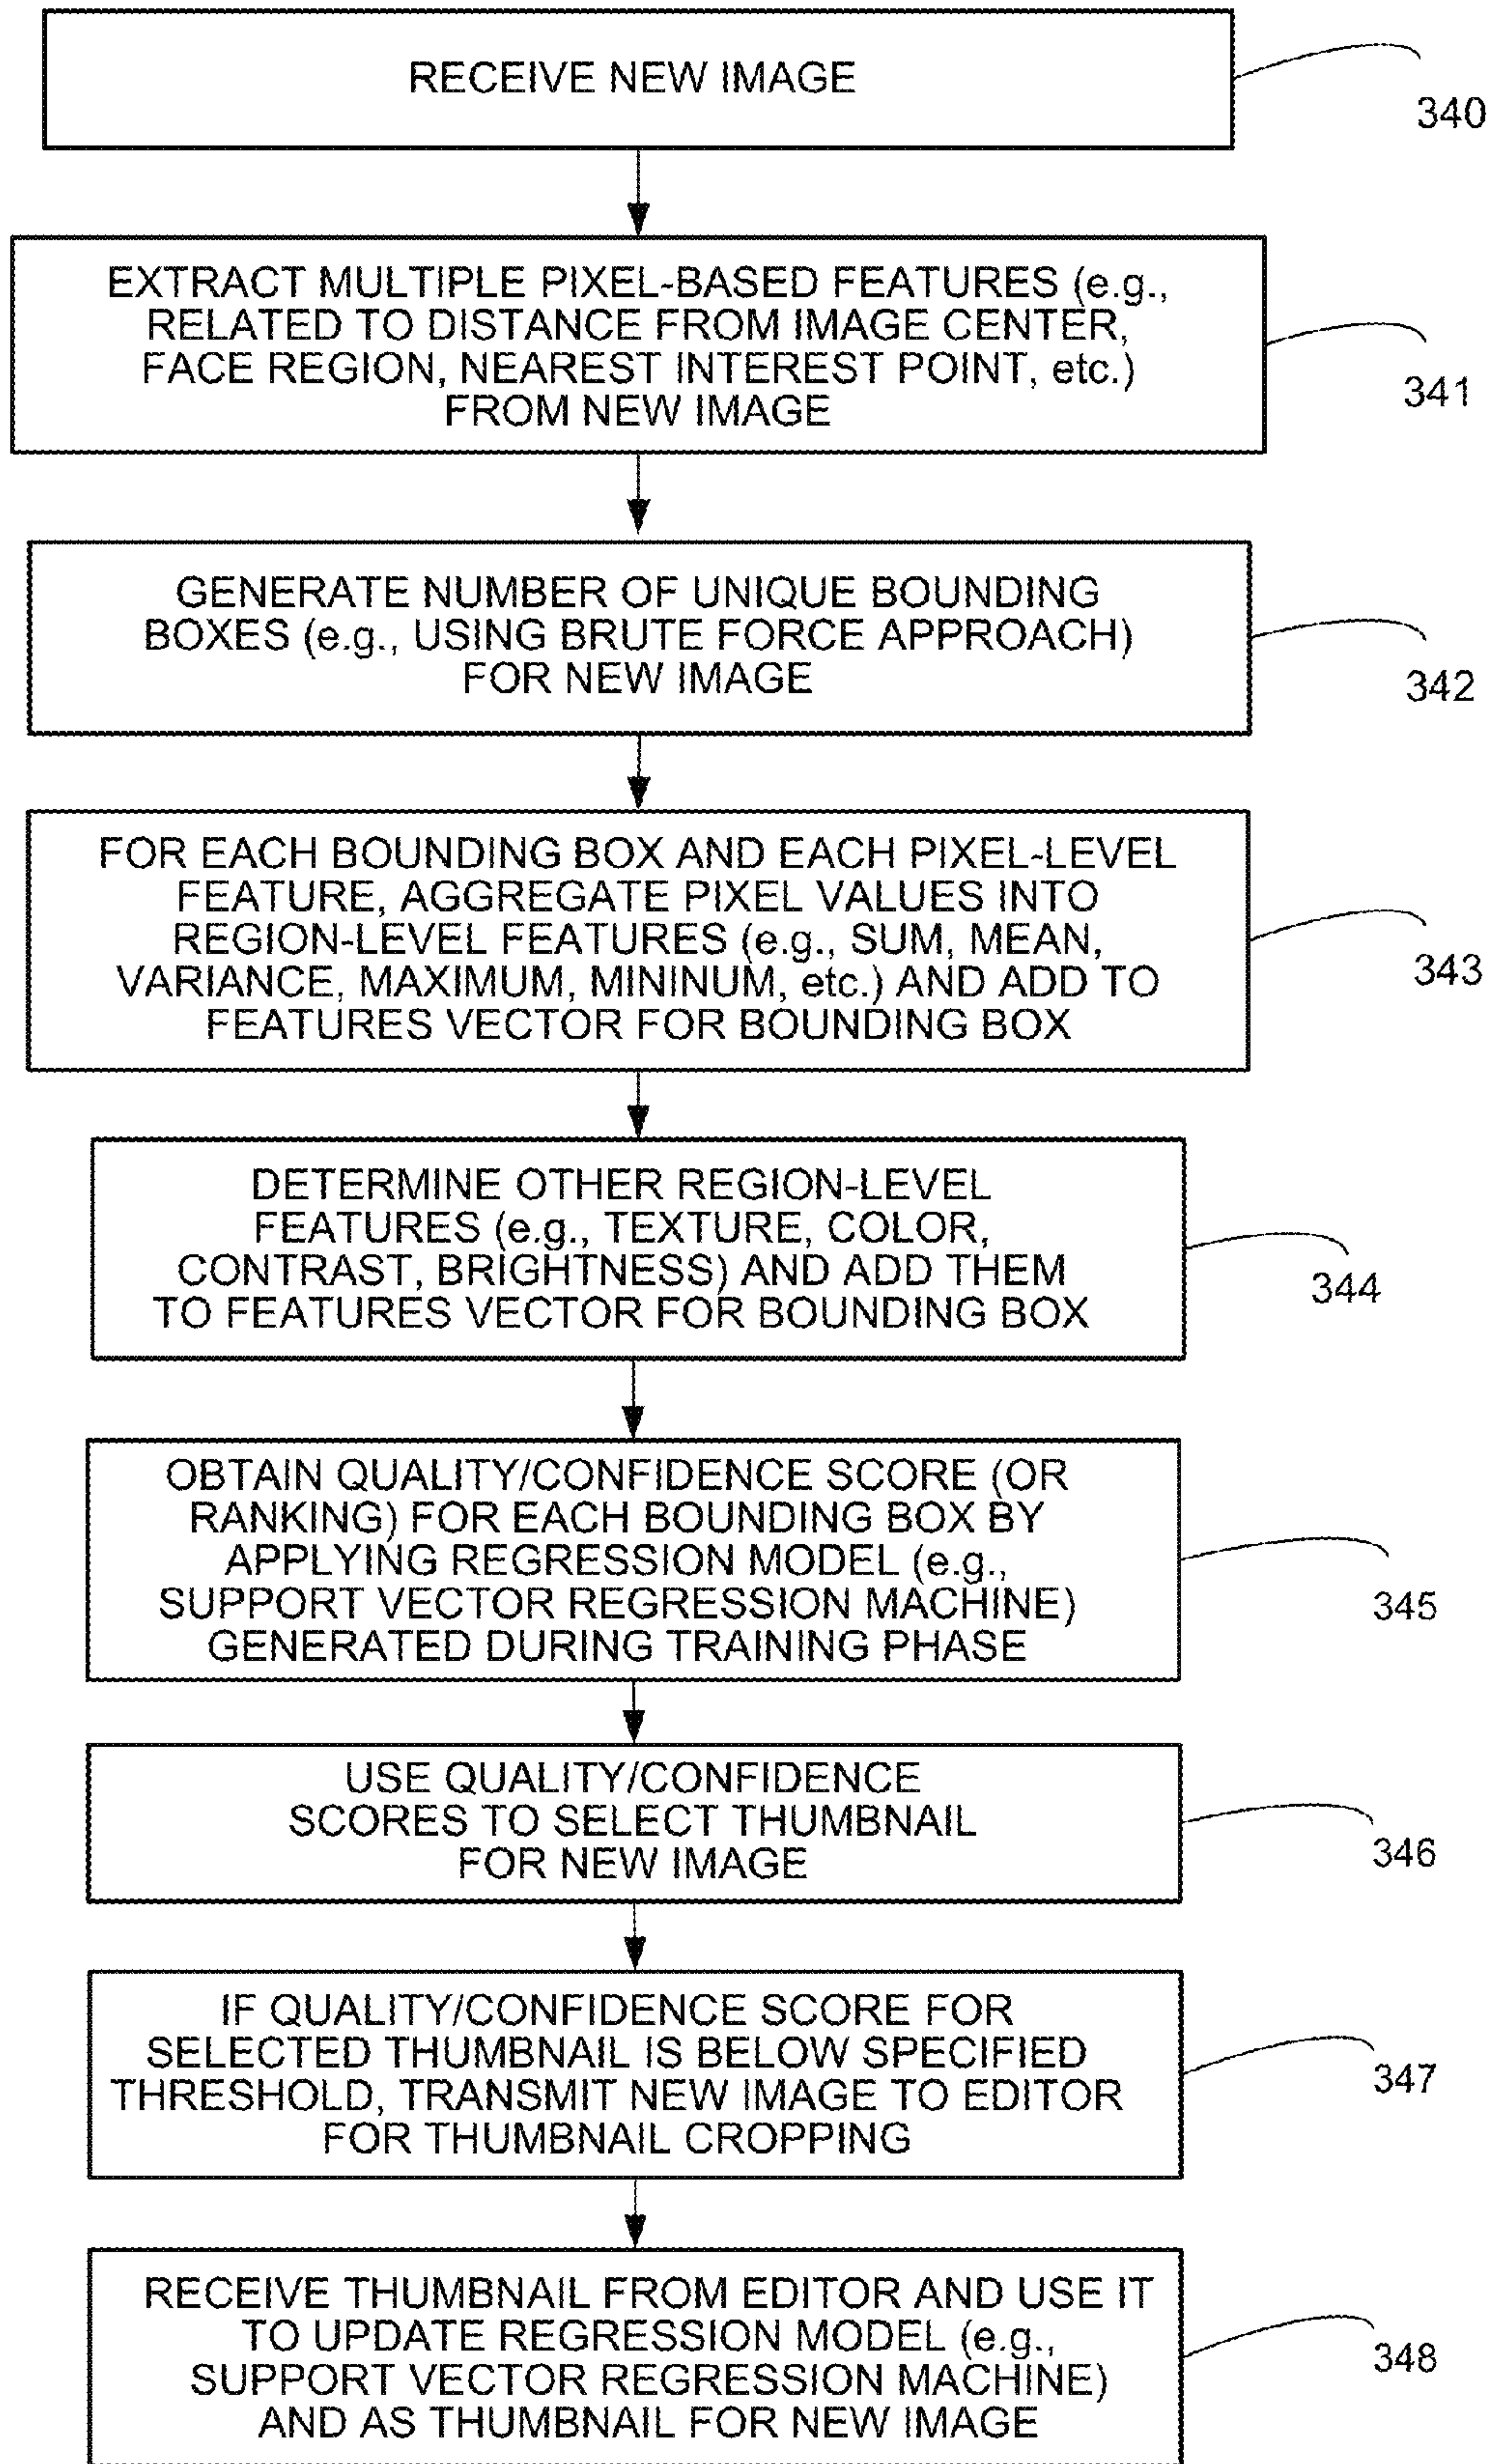 RECEIVE NEW IMAGE
340
EXTRACT MULTIPLE PIXEL-BASED FEATURES (e.g.,
RELATED TO DISTANCE FROM IMAGE CENTER,
FACE REGION, NEAREST INTEREST POINT, etc.)
FROM NEW IMAGE
341
GENERATE NUMBER OF UNIQUE BOUNDING
BOXES (e.g., USING BRUTE FORCE APPROACH)
FOR NEW IMAGE
342
FOR EACH BOUNDING BOX AND EACH PIXEL-LEVEL
FEATURE, AGGREGATE PIXEL VALUES INTO
REGION-LEVEL FEATURES (e.g., SUM, MEAN,
VARIANCE, MAXIMUM, MININUM, etc.) AND ADD TO
FEATURES VECTOR FOR BOUNDING BOX
343
DETERMINE OTHER REGION-LEVEL
FEATURES (e.g., TEXTURE, COLOR,
CONTRAST, BRIGHTNESS) AND ADD THEM
TO FEATURES VECTOR FOR BOUNDING BOX
344
OBTAIN QUALITY/CONFIDENCE SCORE (OR
RANKING) FOR EACH BOUNDING BOX BY
APPLYING REGRESSION MODEL (e.g.,
SUPPORT VECTOR REGRESSION MACHINE)
GENERATED DURING TRAINING PHASE
345
USE QUALITY/CONFIDENCE
SCORES TO SELECT THUMBNAIL
FOR NEW IMAGE
346
IF QUALITY/CONFIDENCE SCORE FOR
SELECTED THUMBNAIL IS BELOW SPECIFIED
THRESHOLD, TRANSMIT NEW IMAGE TO EDITOR
FOR THUMBNAIL CROPPING
347
RECEIVE THUMBNAIL FROM EDITOR AND USE IT
TO UPDATE REGRESSION MODEL (e.g.,
SUPPORT VECTOR REGRESSION MACHINE)
AND AS THUMBNAIL FOR NEW IMAGE
348